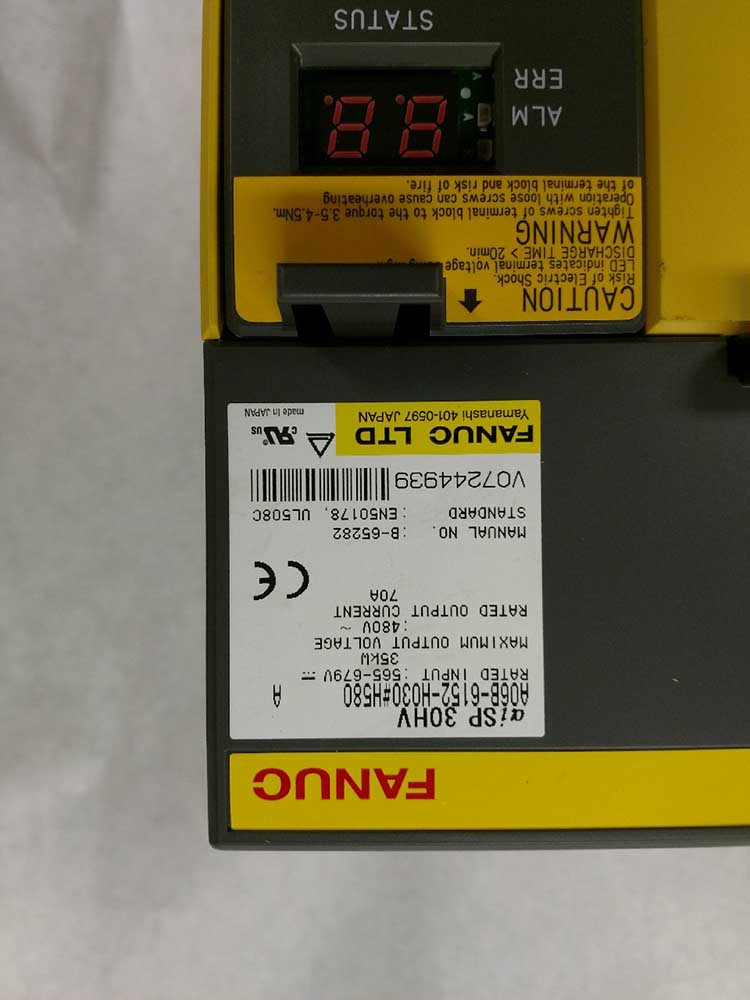 FANUC
αiSP 30HV
A06B-6152-H030#H580 A
RATED INPUT :565-679V ⎓
35kW
MAXIMUM OUTPUT VOLTAGE
:480V ~
RATED OUTPUT CURRENT
70A
CE
MANUAL NO. :B-65282
STANDARD :EN50178, UL508C
V07244939
FANUC LTD
Yamanashi 401-0597 JAPAN
C US
made in JAPAN
CAUTION
Risk of Electric Shock.
LED indicates terminal voltage
DISCHARGE TIME > 20min.
WARNING
Tighten screws of terminal block to the torque 3.5-4.5Nm.
Operation with loose screws can cause overheating
of the terminal block and risk of fire.
ALM
8.8.
ERR
STATUS